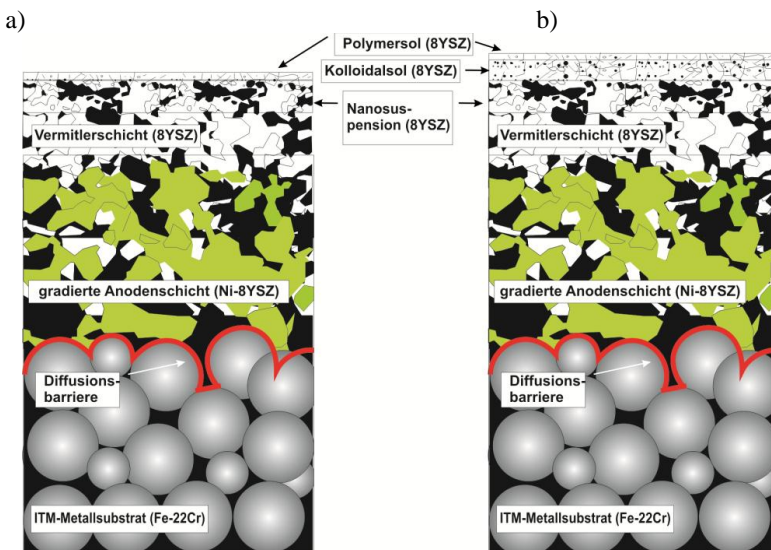 a)
b)
Polymersol (8YSZ)
Kolloidalsol (8YSZ)
Nanosus-
pension (8YSZ)
Vermitlerschicht (8YSZ)
gradierte Anodenschicht (Ni-8YSZ)
Diffusions-
barriere
ITM-Metallsubstrat (Fe-22Cr)
Vermitlerschicht (8YSZ)
gradierte Anodenschicht (Ni-8YSZ)
Diffusions-
barriere
ITM-Metallsubstrat (Fe-22Cr)